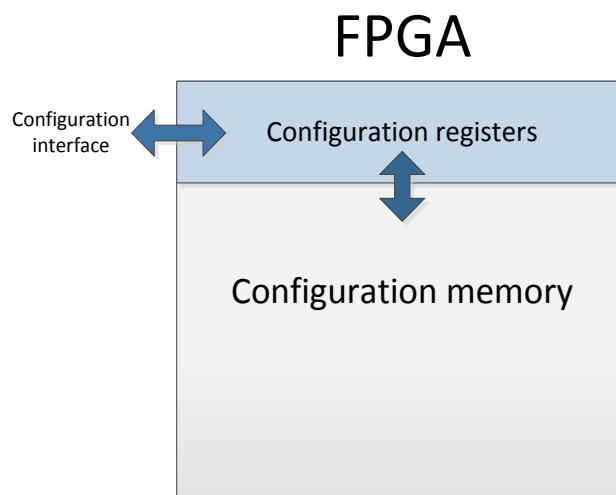 FPGA
Configuration
interface
Configuration registers
Configuration memory